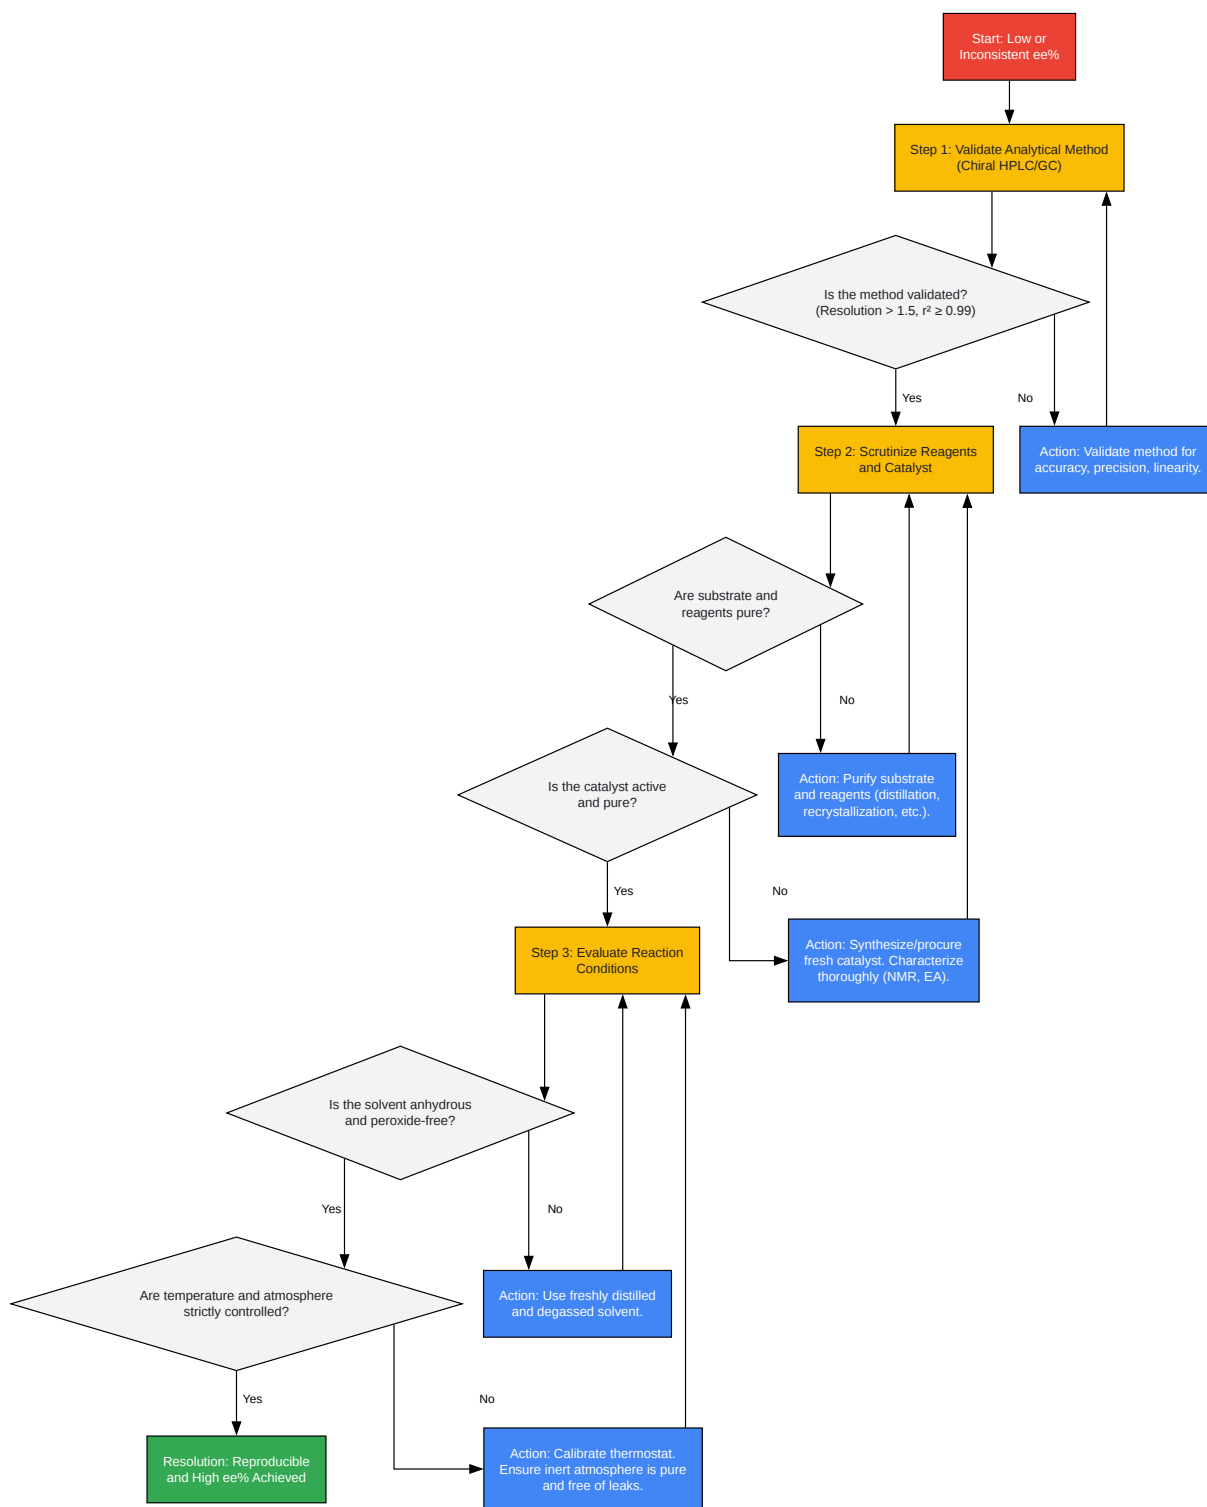 Start: Low or
Inconsistent ee%
Step 1: Validate Analytical Method
(Chiral HPLC/GC)
Is the method validated?
(Resolution > 1.5, r² ≥ 0.99)
Yes
No
Step 2: Scrutinize Reagents
and Catalyst
Action: Validate method for
accuracy, precision, linearity.
Are substrate and
reagents pure?
Yes
No
Is the catalyst active
and pure?
Action: Purify substrate
and reagents (distillation,
recrystallization, etc.).
Yes
No
Step 3: Evaluate Reaction
Conditions
Action: Synthesize/procure
fresh catalyst. Characterize
thoroughly (NMR, EA).
Is the solvent anhydrous
and peroxide-free?
Yes
No
Are temperature and atmosphere
strictly controlled?
Action: Use freshly distilled
and degassed solvent.
Yes
No
Resolution: Reproducible
and High ee% Achieved
Action: Calibrate thermostat.
Ensure inert atmosphere is pure
and free of leaks.